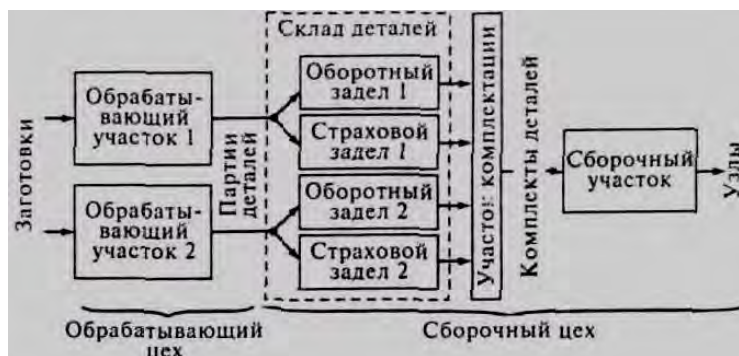 Склад деталей
Заготовки
Обрабаты-
вающий
участок 1
Обрабаты-
вающий
участок 2
Партии
деталей
Оборотный
задел 1
Страховой
задел 1
Оборотный
задел 2
Страховой
задел 2
Участок комплектации
Комплекты деталей
Сборочный
участок
Узлы
Обрабатывающий
цех
Сборочный цех